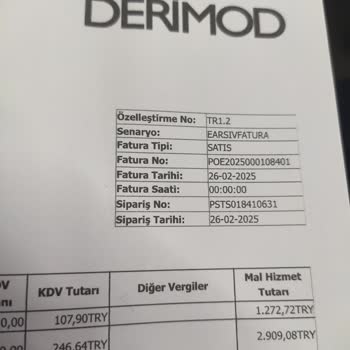 DERIMOD
Özelleştirme No: TR1.2
Senaryo: EARSIVFATURA
Fatura Tipi: SATIS
Fatura No: POE2025000108401
Fatura Tarihi: 26-02-2025
Fatura Saati: 00:00:00
Sipariş No: PSTS018410631
Sipariş Tarihi: 26-02-2025
KDV Tutarı Diğer Vergiler Mal Hizmet
Tutarı
107,90TRY 1.272,72TRY
246,64TRY 2.909,08TRY